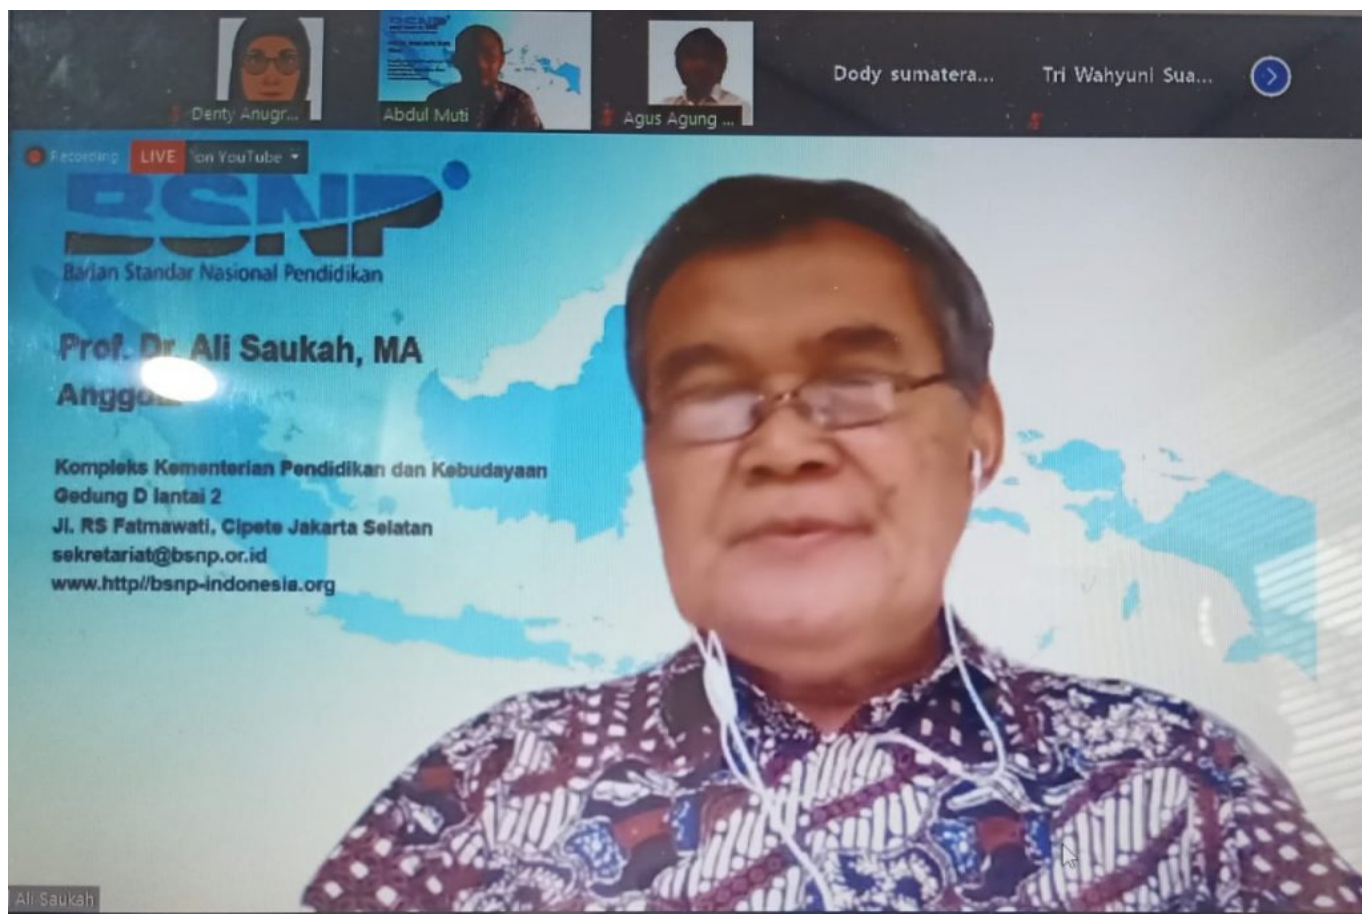 Denty Anugr...
Abdul Muti
Agus Agung ...
Dody sumatera...
Tri Wahyuni Sua...
Recording
LIVE on YouTube
BSNP
Badan Standar Nasional Pendidikan
Prof. Dr. Ali Saukah, MA
Kompleks Kementerian Pendidikan dan Kebudayaan
Gedung D lantai 2
Jl. RS Fatmawati, Cipete Jakarta Selatan
sekretariat@bsnp.or.id
www.http//bsnp-indonesia.org
Ali Saukah